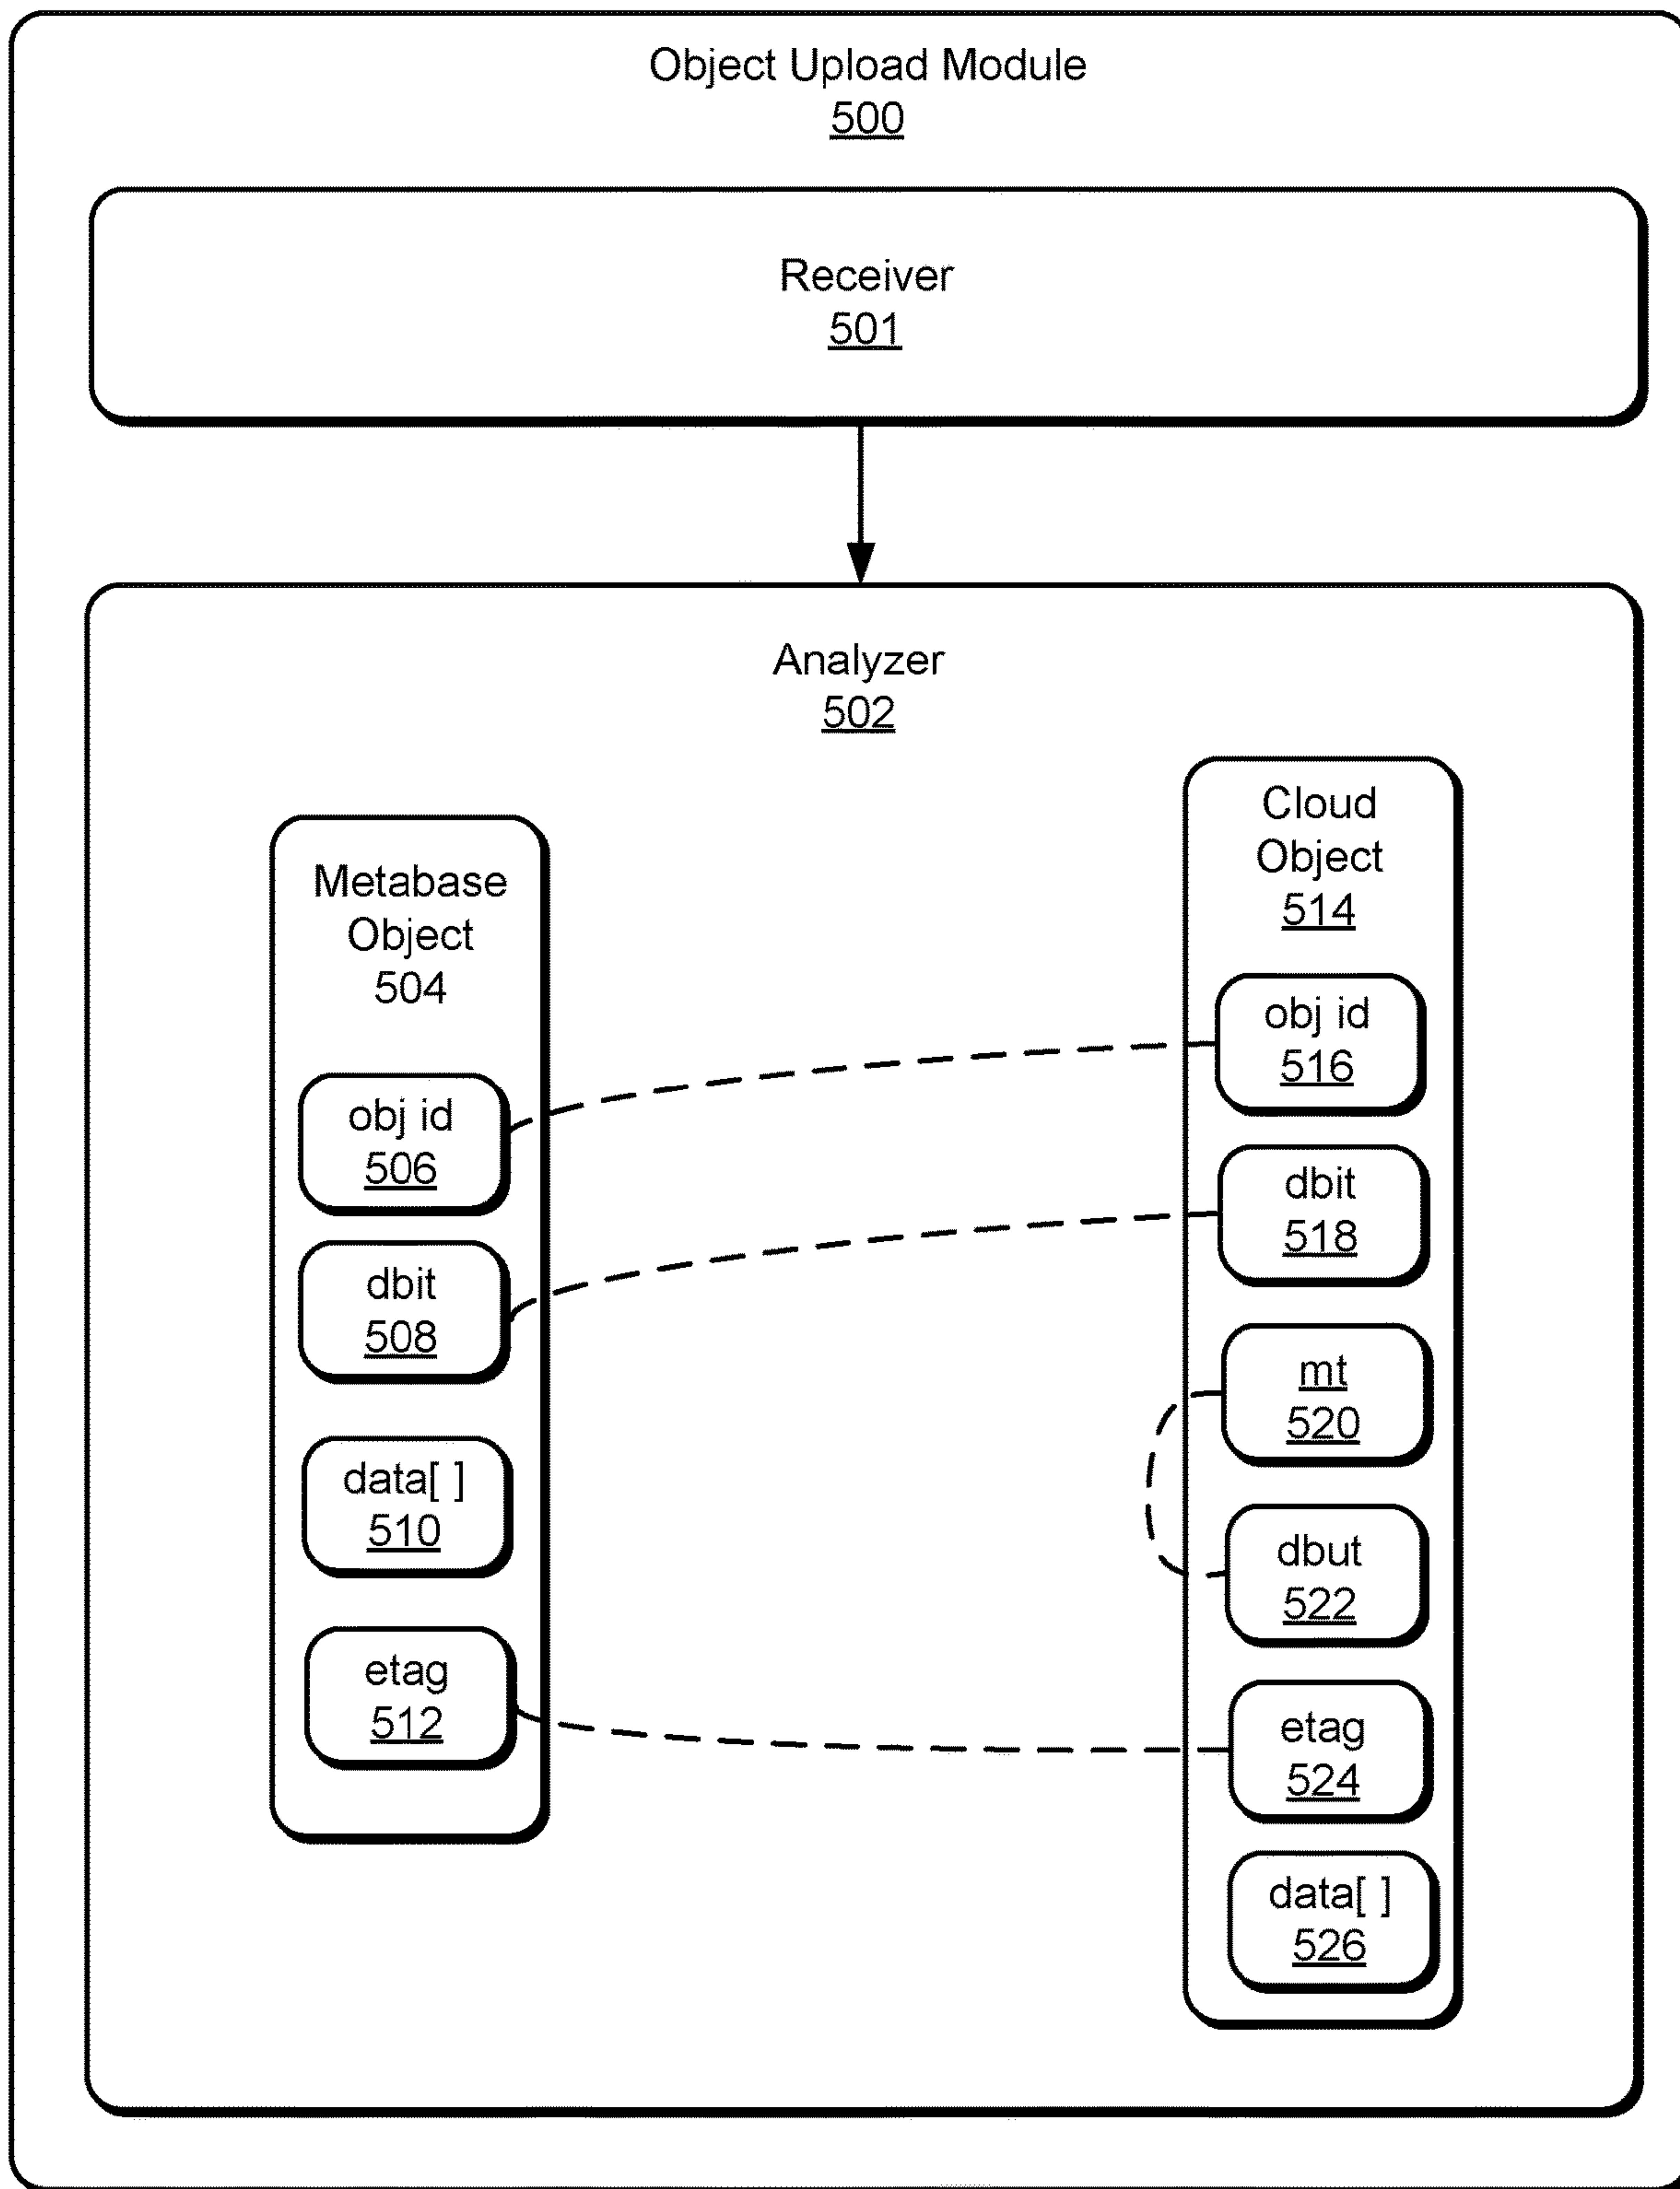 Object Upload Module
500
Receiver
501
Analyzer
502
Metabase
Object
504
obj id
506
dbit
508
data[ ]
510
etag
512
Cloud
Object
514
obj id
516
dbit
518
mt
520
dbut
522
etag
524
data[ ]
526